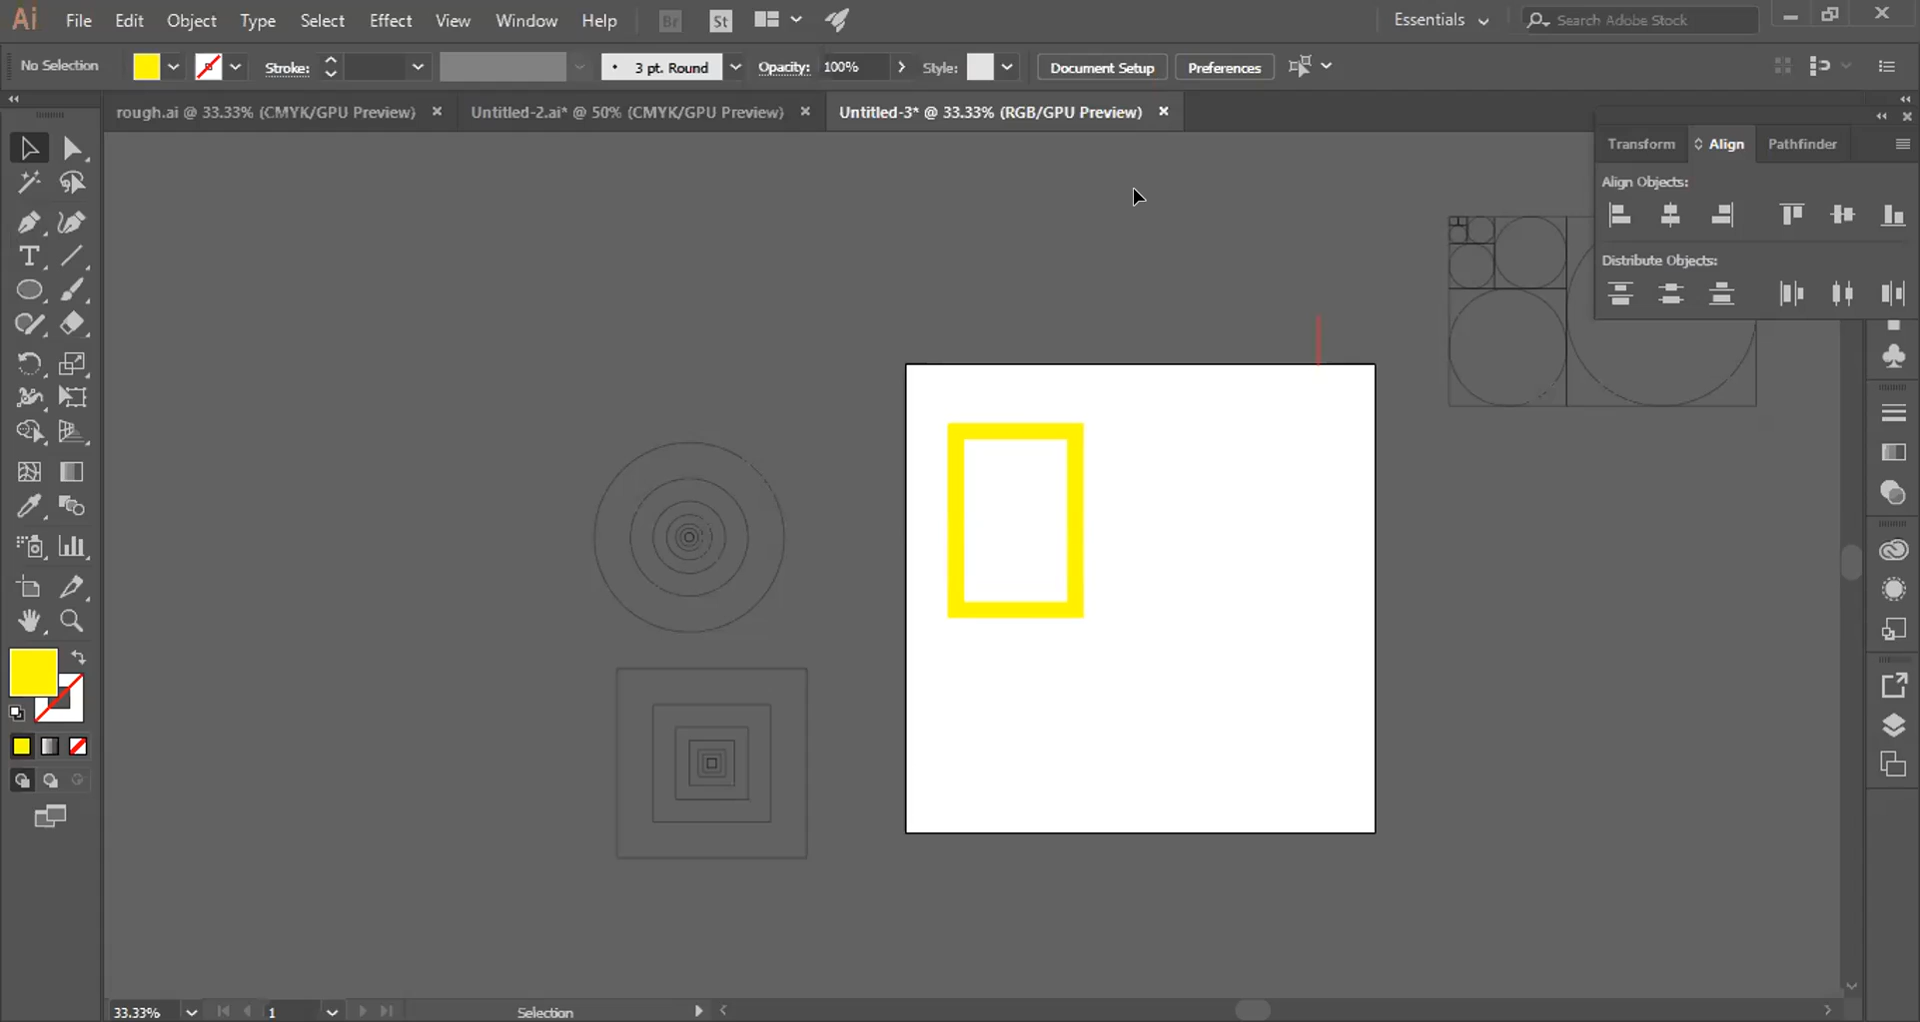 Ai File Edit Object Type Select Effect View Window Help Br St Essentials Search Adobe Stock
No Selection Stroke: 3 pt. Round Opacity: 100% Style: Document Setup Preferences
rough.ai @ 33.33% (CMYK/GPU Preview) Untitled-2.ai* @ 50% (CMYK/GPU Preview) Untitled-3* @ 33.33% (RGB/GPU Preview)
Transform Align Pathfinder
Align Objects:
Distribute Objects:
33.33% 1 Selection